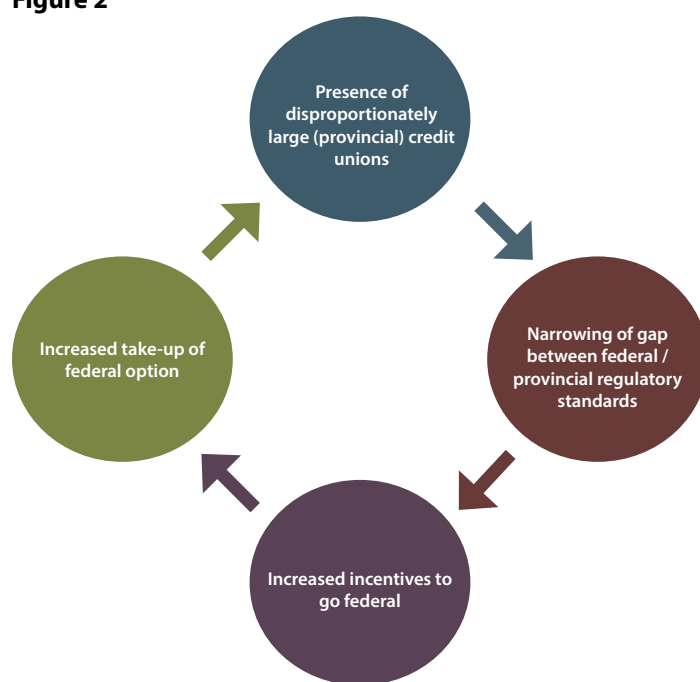 Figure 2
Presence of
disproportionately
large (provincial) credit
unions
Narrowing of gap
between federal /
provincial regulatory
standards
Increased incentives to
go federal
Increased take-up of
federal option